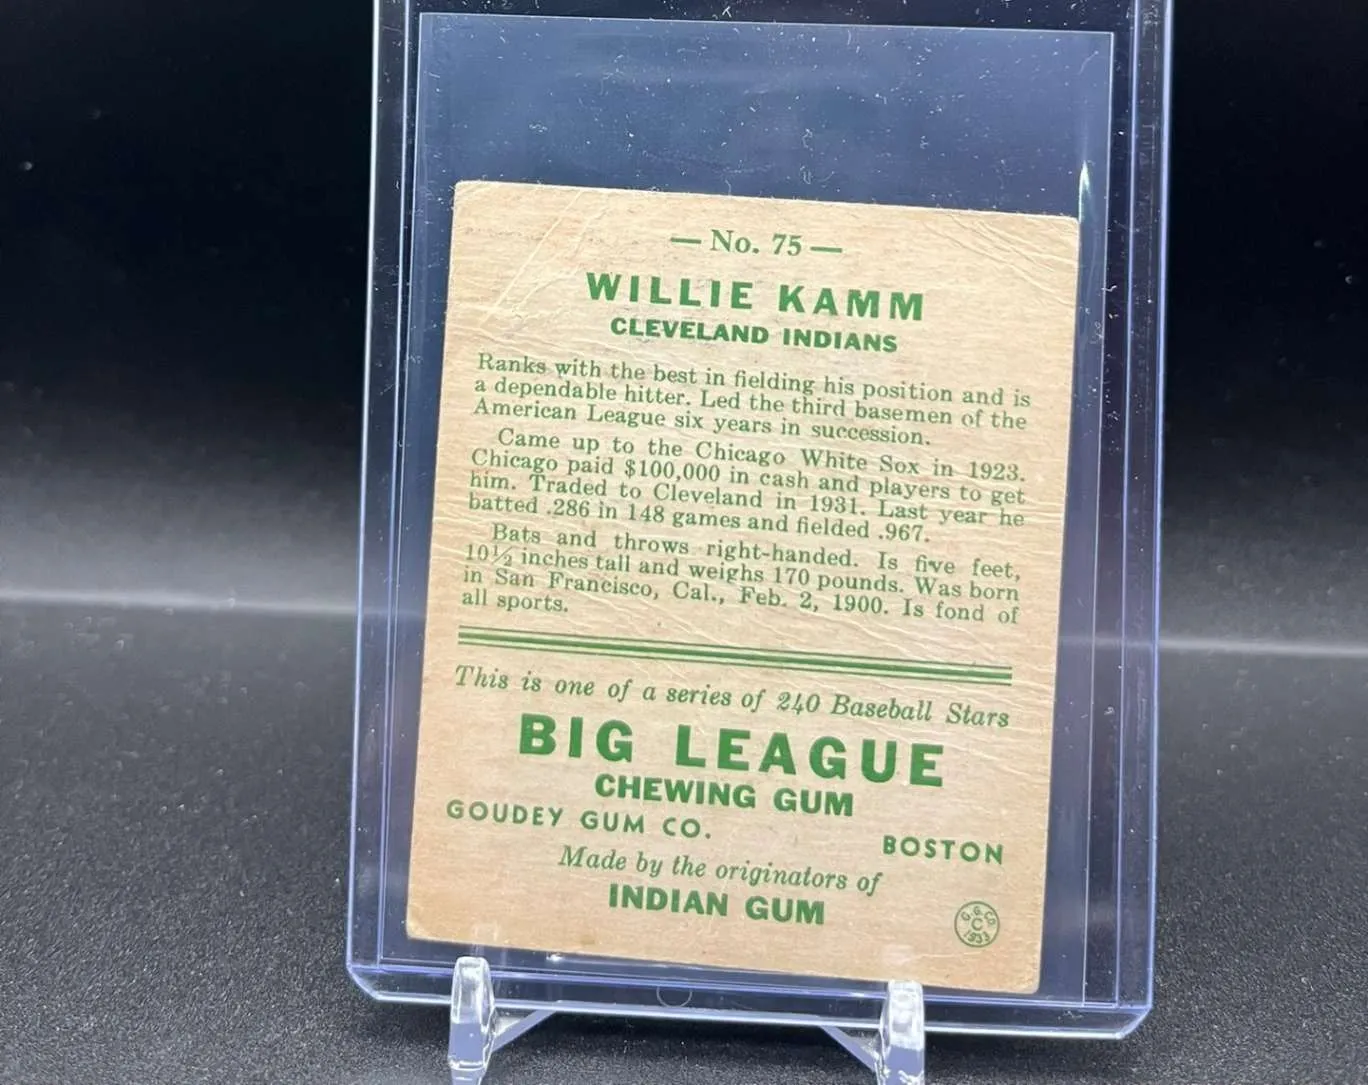 — No. 75 —
WILLIE KAMM
CLEVELAND INDIANS
Ranks with the best in fielding his position and is
a dependable hitter. Led the third basemen of the
American League six years in succession.
Came up to the Chicago White Sox in 1923.
Chicago paid $100,000 in cash and players to get
him. Traded to Cleveland in 1931. Last year he
batted .286 in 148 games and fielded .967.
Bats and throws right-handed. Is five feet,
10½ inches tall and weighs 170 pounds. Was born
in San Francisco, Cal., Feb. 2, 1900. Is fond of
all sports.
This is one of a series of 240 Baseball Stars
BIG LEAGUE
CHEWING GUM
GOUDEY GUM CO. BOSTON
Made by the originators of
INDIAN GUM
G.G.CO.
C
1933